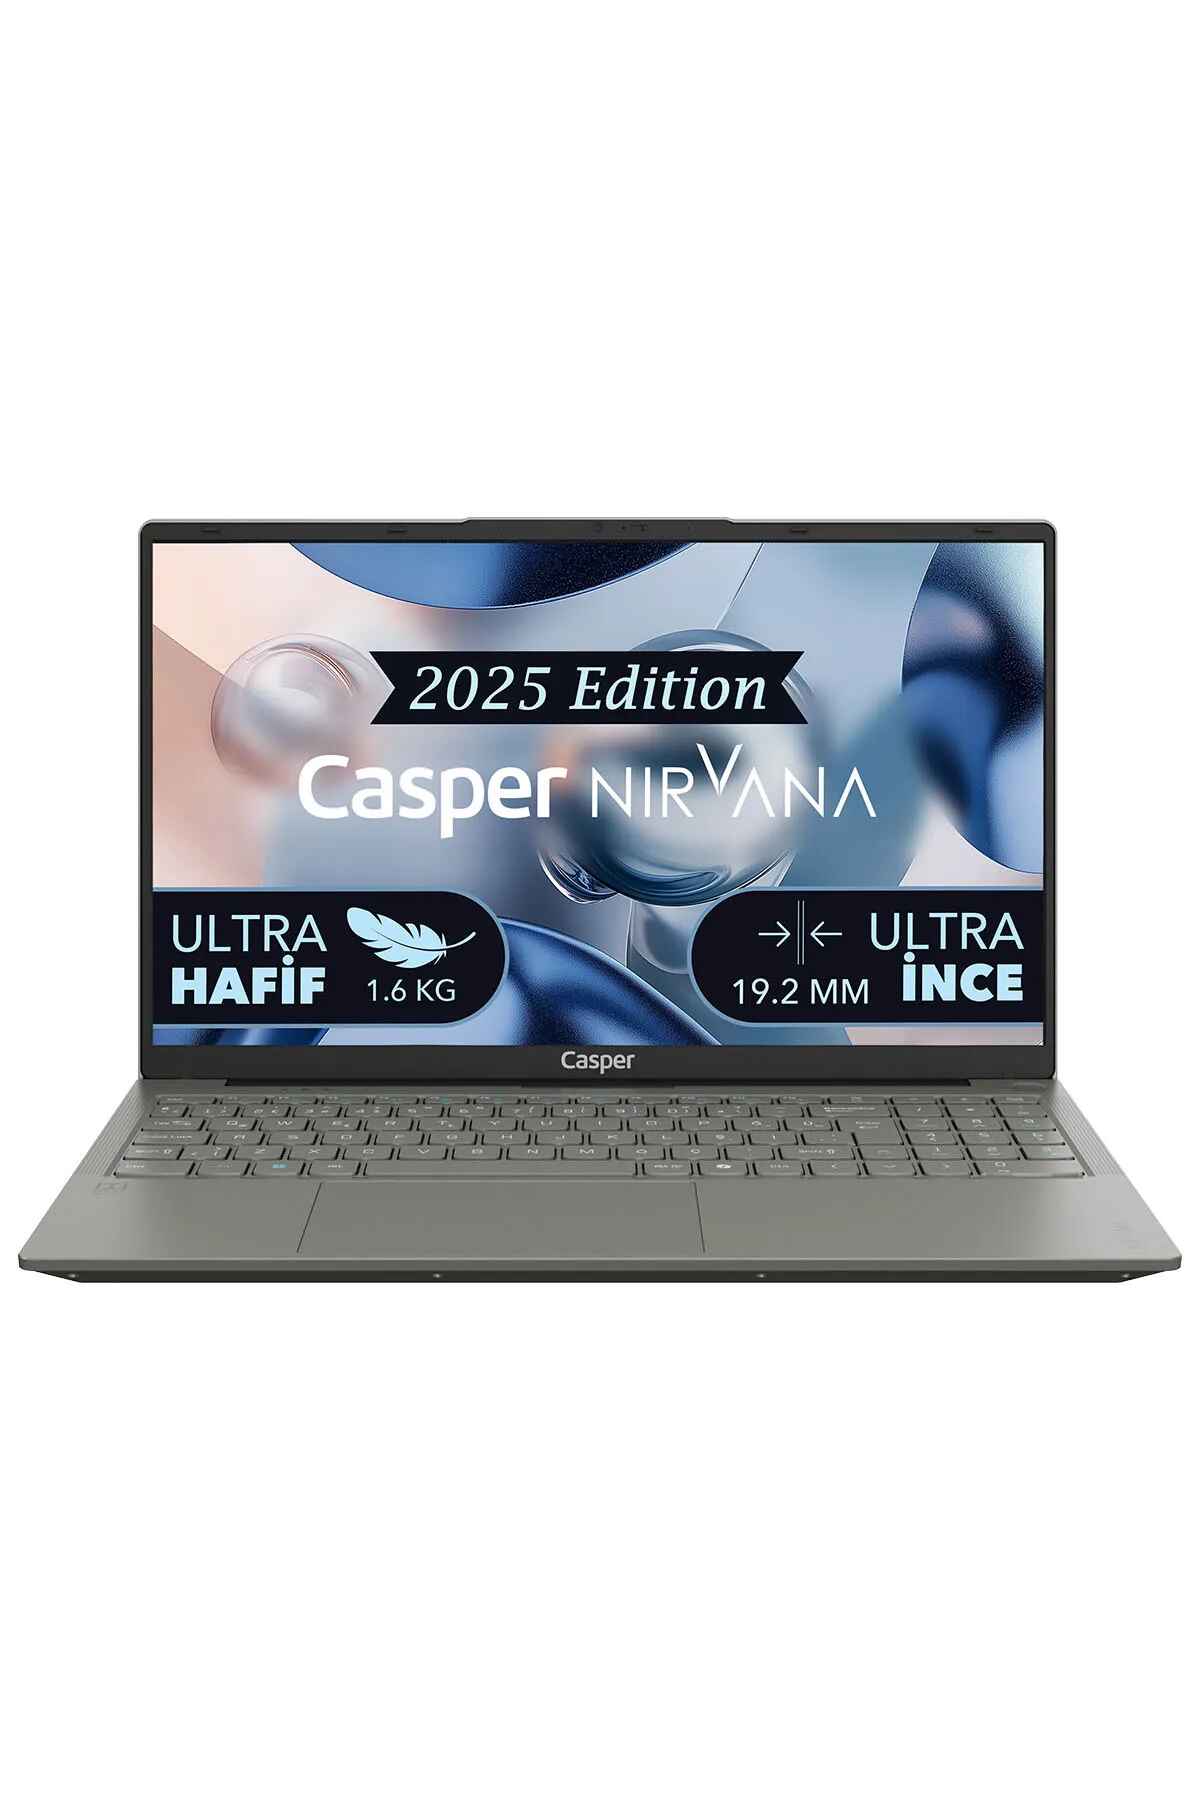 2025 Edition
Casper NIRVANA
ULTRA
HAFİF
1.6 KG
ULTRA
İNCE
19.2 MM
Casper